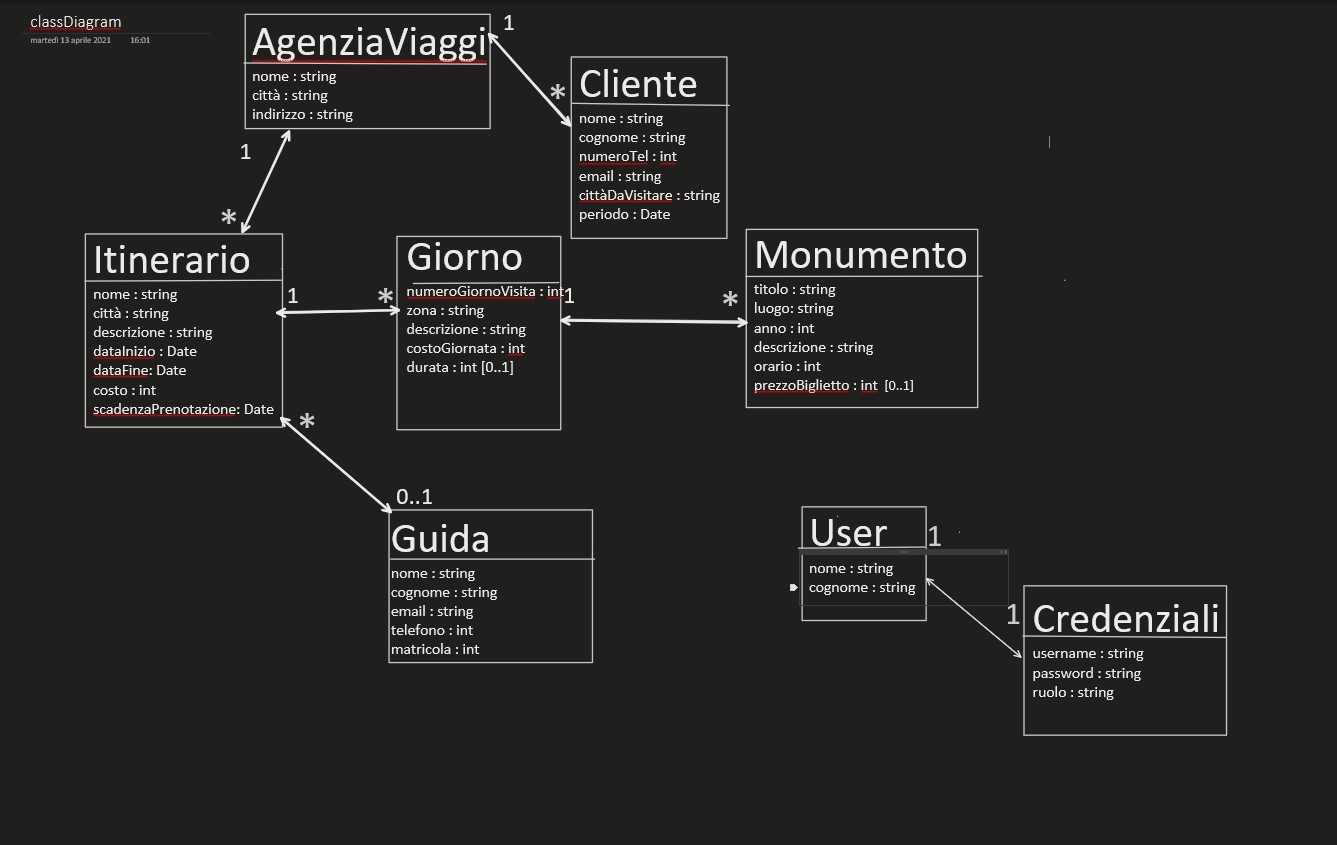 classDiagram
martedì 13 aprile 2021 16:01
AgenziaViaggi
nome : string
città : string
indirizzo : string
1
*
Cliente
nome : string
cognome : string
numeroTel : int
email : string
cittàDaVisitare : string
periodo : Date
1
*
Itinerario
nome : string
città : string
descrizione : string
dataInizio : Date
dataFine: Date
costo : int
scadenzaPrenotazione: Date
1
*
Giorno
numeroGiornoVisita : int
zona : string
descrizione : string
costoGiornata : int
durata : int [0..1]
1
*
Monumento
titolo : string
luogo: string
anno : int
descrizione : string
orario : int
prezzoBiglietto : int [0..1]
*
0..1
Guida
nome : string
cognome : string
email : string
telefono : int
matricola : int
User
nome : string
cognome : string
1
1
Credenziali
username : string
password : string
ruolo : string